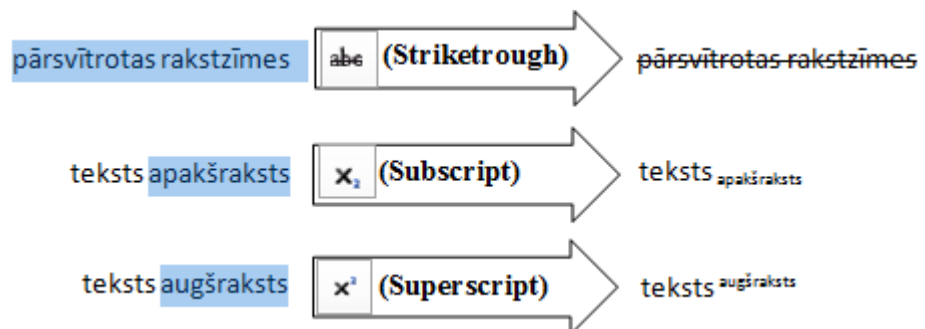 pārsvītrotas rakstzīmes abc (Striketrough) pārsvītrotas rakstzīmes
teksts apakšraksts x₂ (Subscript) teksts apakšraksts
teksts augšraksts x² (Superscript) teksts augšraksts